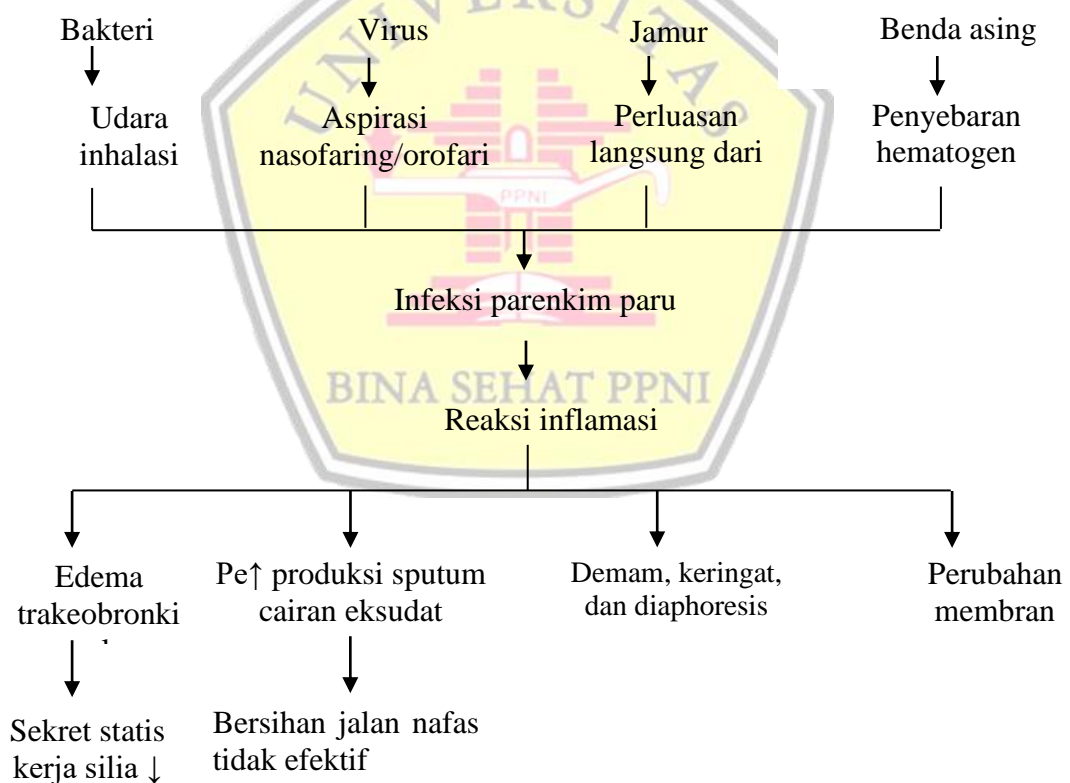 UNIVERSITAS
Bakteri
Virus
Jamur
Benda asing
Udara
inhalasi
Aspirasi
nasofaring/orofari
Perluasan
langsung dari
Penyebaran
hematogen
PPNI
Infeksi parenkim paru
BINA SEHAT PPNI
Reaksi inflamasi
Edema
trakeobronki
Pe↑ produksi sputum
cairan eksudat
Demam, keringat,
dan diaphoresis
Perubahan
membran
Sekret statis
kerja silia ↓
Bersihan jalan nafas
tidak efektif